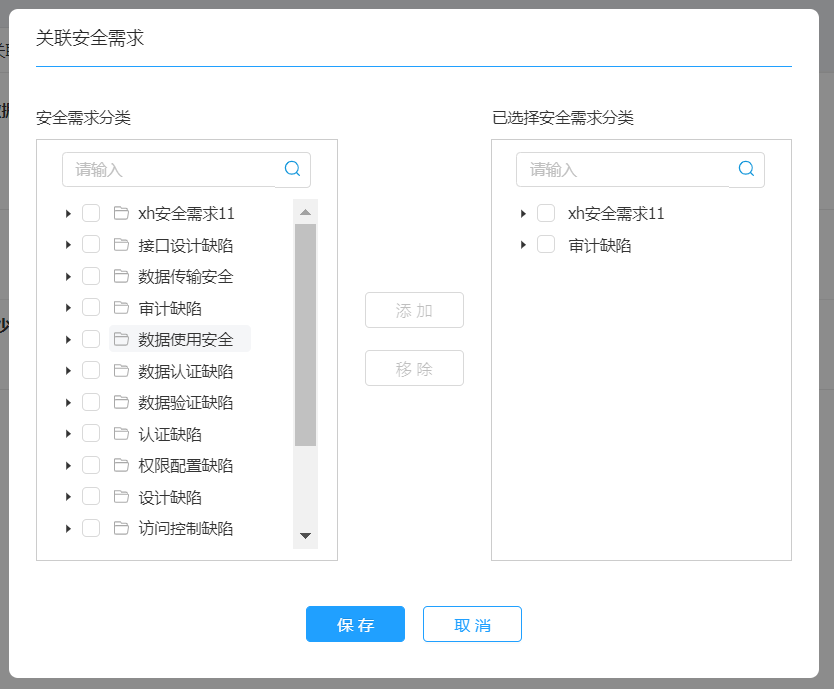 关联安全需求
安全需求分类
请输入
xh安全需求11
接口设计缺陷
数据传输安全
审计缺陷
数据使用安全
数据认证缺陷
数据验证缺陷
认证缺陷
权限配置缺陷
设计缺陷
访问控制缺陷
添加
移除
已选择安全需求分类
请输入
xh安全需求11
审计缺陷
保存
取消